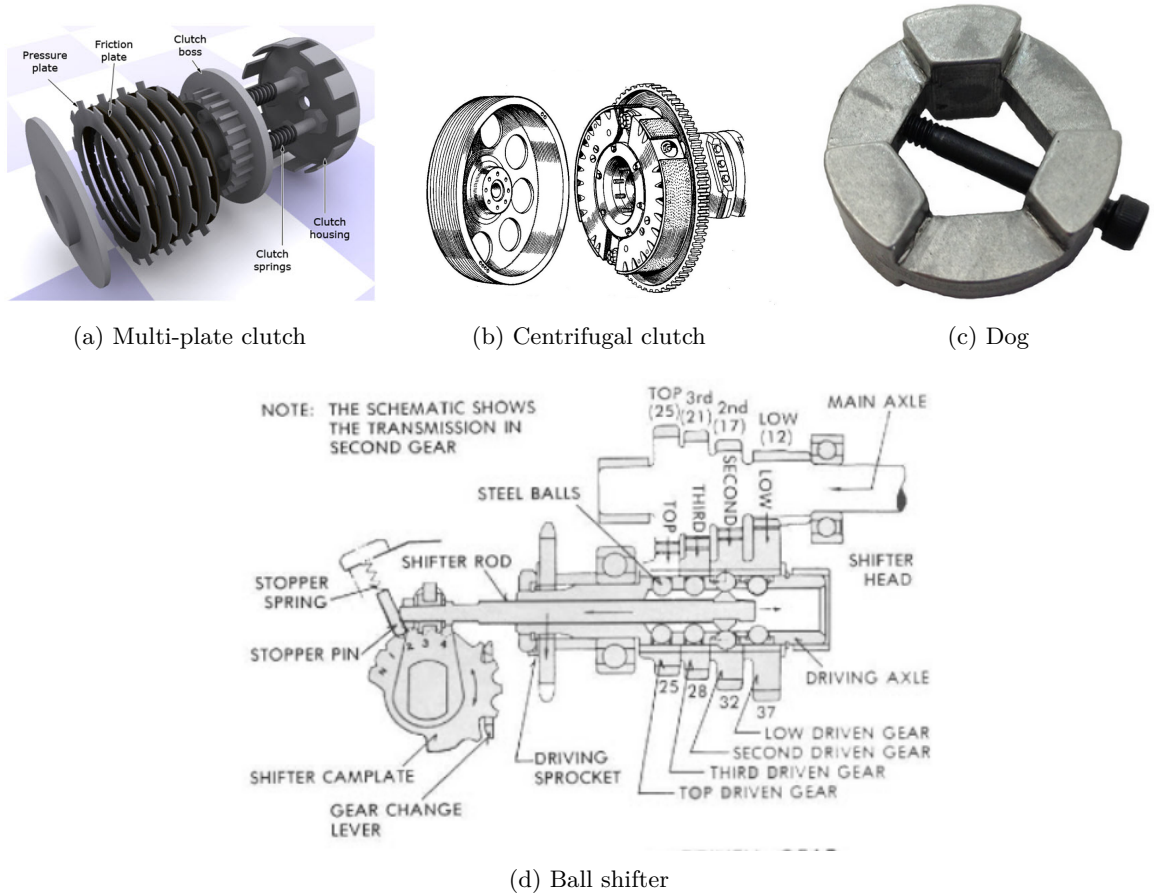 Pressure
plate
Friction
plate
Clutch
boss
Clutch
springs
Clutch
housing
(a) Multi-plate clutch
(b) Centrifugal clutch
(c) Dog
NOTE: THE SCHEMATIC SHOWS
THE TRANSMISSION IN
SECOND GEAR
TOP
(25)
3rd
(21)
2nd
(17)
LOW
(12)
MAIN AXLE
STEEL BALLS
TOP
THIRD
SECOND
LOW
SHIFTER ROD
SHIFTER
HEAD
STOPPER
SPRING
STOPPER PIN
N 1 2 3 4
DRIVING AXLE
25
28
32
37
LOW DRIVEN GEAR
SECOND DRIVEN GEAR
THIRD DRIVEN GEAR
TOP DRIVEN GEAR
DRIVING
SPROCKET
SHIFTER CAMPLATE
GEAR CHANGE
LEVER
(d) Ball shifter